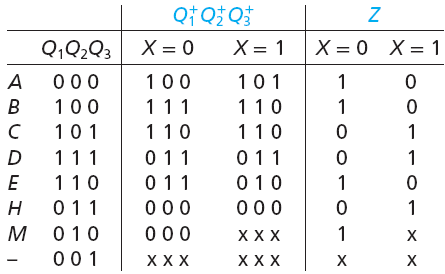 Q₁⁺Q₂⁺Q₃⁺ Z
Q₁Q₂Q₃ X = 0 X = 1 X = 0 X = 1
A 0 0 0 1 0 0 1 0 1 1 0
B 1 0 0 1 1 1 1 1 0 1 0
C 1 0 1 1 1 0 1 1 0 0 1
D 1 1 1 0 1 1 0 1 1 0 1
E 1 1 0 0 1 1 0 1 0 1 0
H 0 1 1 0 0 0 0 0 0 0 1
M 0 1 0 0 0 0 x x x 1 x
– 0 0 1 x x x x x x x x